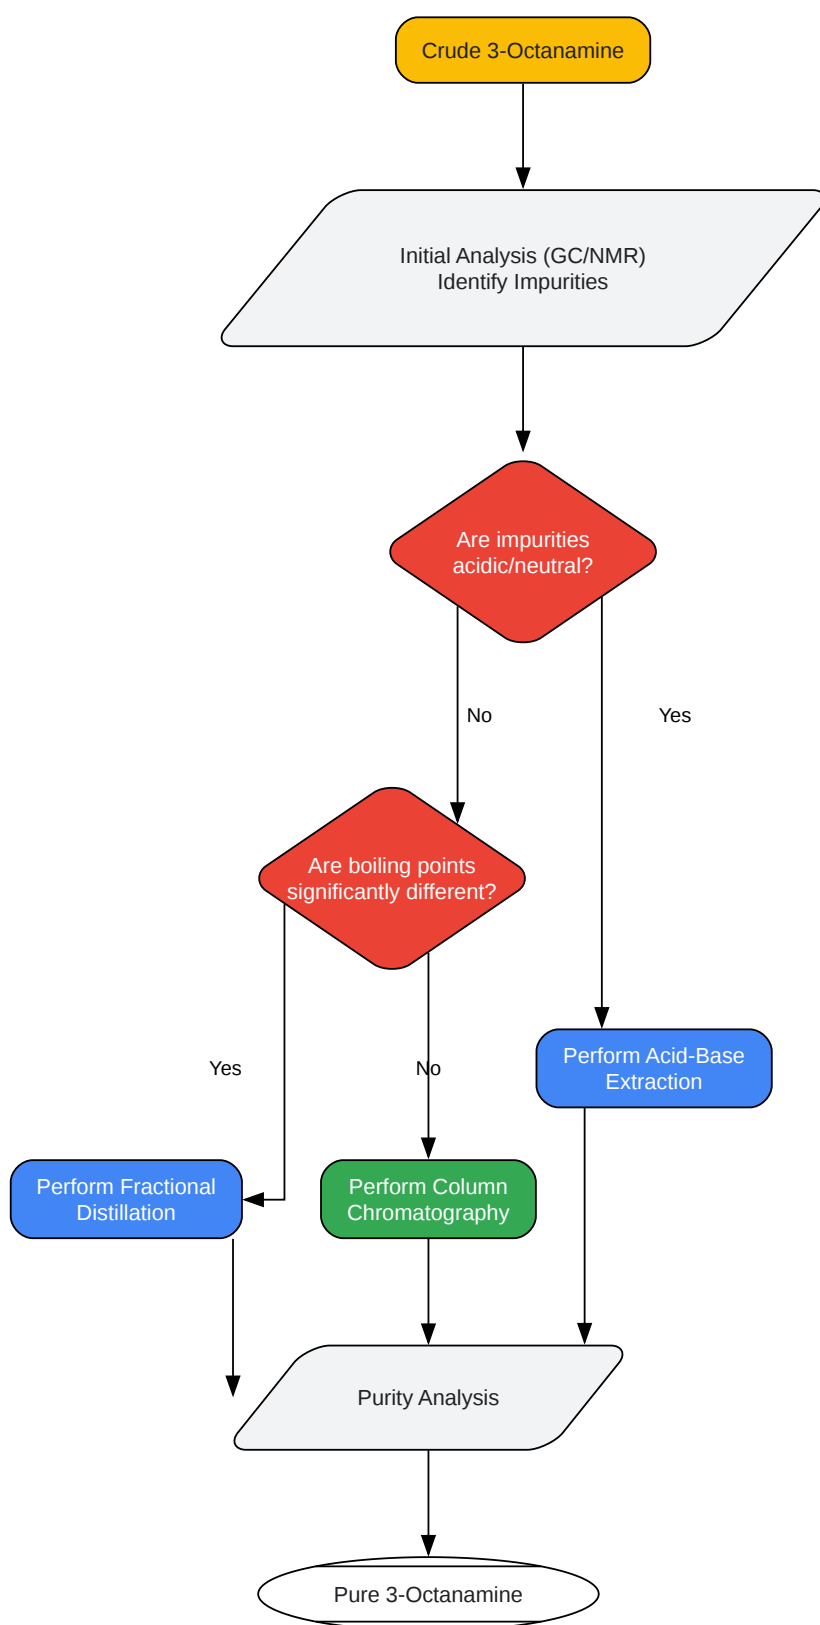 Crude 3-Octanamine
Initial Analysis (GC/NMR)
Identify Impurities
Are impurities
acidic/neutral?
No
Yes
Are boiling points
significantly different?
Yes
No
Perform Acid-Base
Extraction
Perform Fractional
Distillation
Perform Column
Chromatography
Purity Analysis
Pure 3-Octanamine